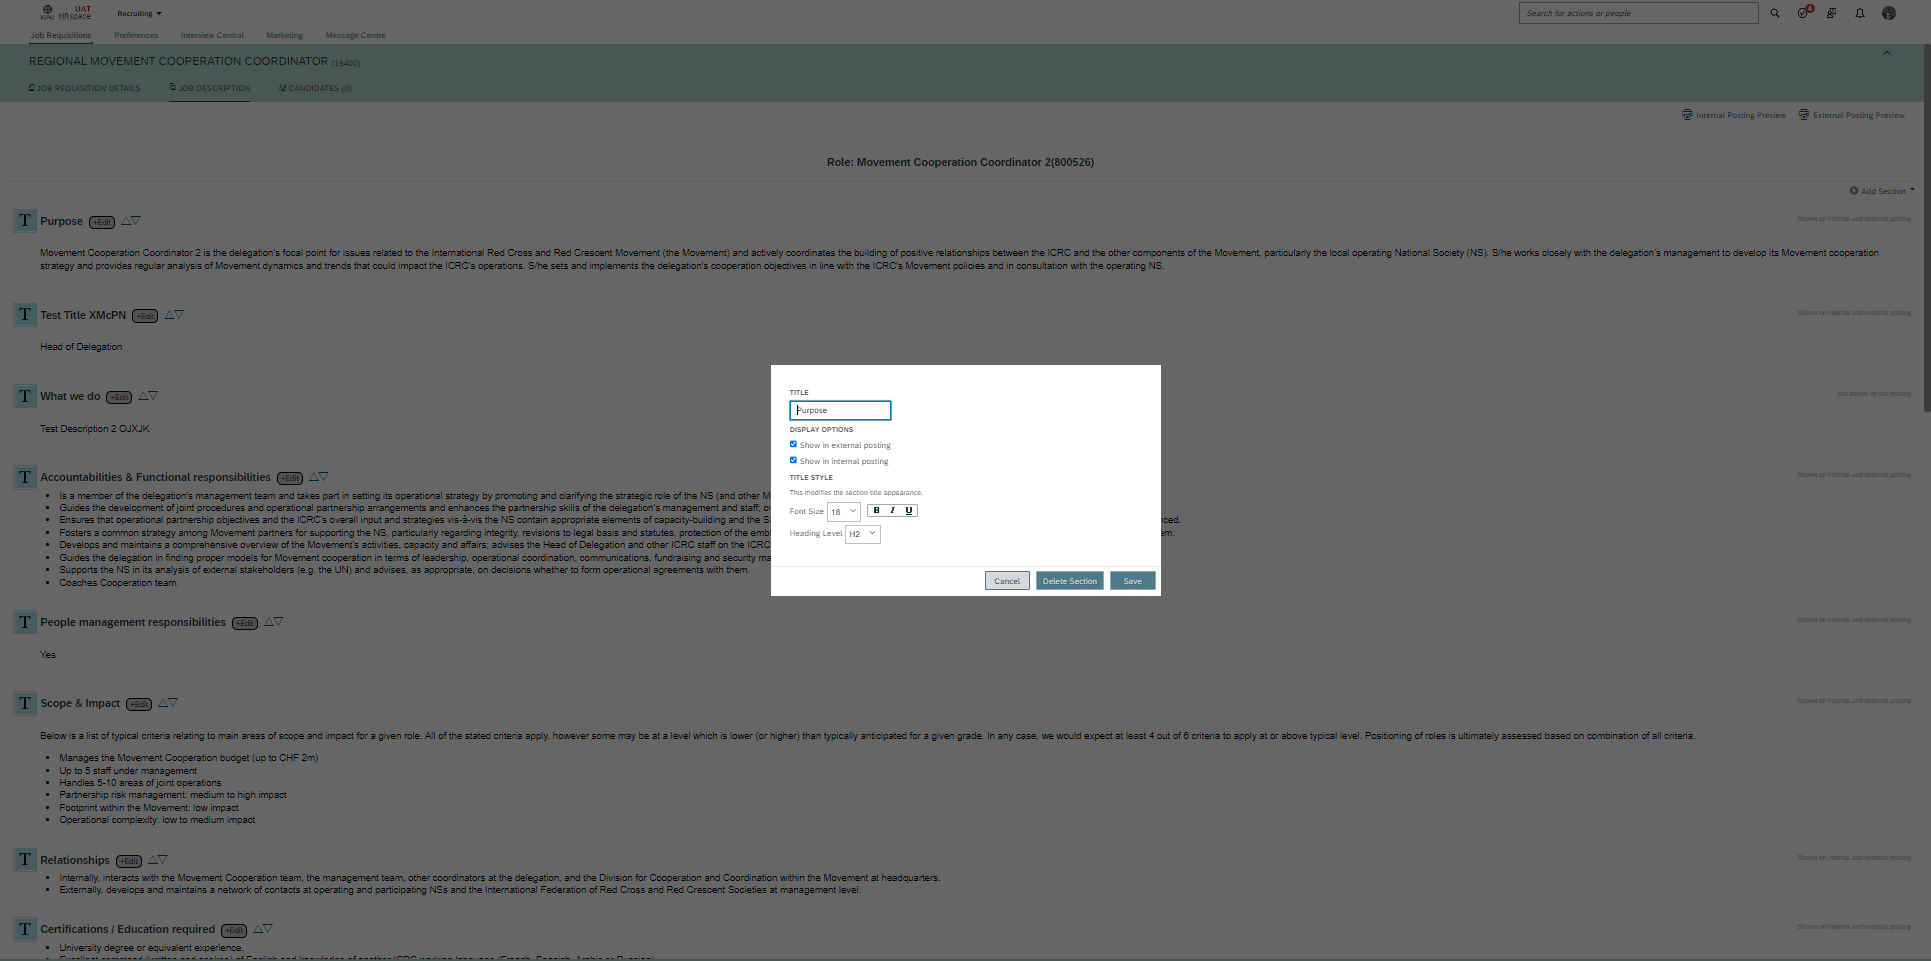 ICRC UAT HRspace
Recruiting
Search for actions or people
4
Job Requisitions Preferences Interview Central Marketing Message Centre
REGIONAL MOVEMENT COOPERATION COORDINATOR (19400)
JOB REQUISITION DETAILS JOB DESCRIPTION CANDIDATES (0)
Internal Posting Preview External Posting Preview
Role: Movement Cooperation Coordinator 2(800526)
Add Section
T Purpose +Edit
Shown on internal and external posting
Movement Cooperation Coordinator 2 is the delegation's focal point for issues related to the International Red Cross and Red Crescent Movement (the Movement) and actively coordinates the building of positive relationships between the ICRC and the other components of the Movement, particularly the local operating National Society (NS). S/he works closely with the delegation's management to develop its Movement cooperation
strategy and provides regular analysis of Movement dynamics and trends that could impact the ICRC's operations. S/he sets and implements the delegation's cooperation objectives in line with the ICRC's Movement policies and in consultation with the operating NS.
T Test Title XMcPN +Edit
Shown on internal and external posting
Head of Delegation
T What we do +Edit
Not shown on job posting
Test Description 2 OJXJK
T Accountabilities & Functional responsibilities +Edit
Shown on internal and external posting
• Is a member of the delegation's management team and takes part in setting its operational strategy by promoting and clarifying the strategic role of the NS (and other M
• Guides the development of joint procedures and operational partnership arrangements and enhances the partnership skills of the delegation's management and staff; ov
• Ensures that operational partnership objectives and the ICRC's overall input and strategies vis-à-vis the NS contain appropriate elements of capacity-building and the S nced.
• Fosters a common strategy among Movement partners for supporting the NS, particularly regarding integrity, revisions to legal basis and statutes, protection of the emb em.
• Develops and maintains a comprehensive overview of the Movement's activities, capacity and affairs; advises the Head of Delegation and other ICRC staff on the ICRC
• Guides the delegation in finding proper models for Movement cooperation in terms of leadership, operational coordination, communications, fundraising and security ma
• Supports the NS in its analysis of external stakeholders (e.g. the UN) and advises, as appropriate, on decisions whether to form operational agreements with them.
• Coaches Cooperation team.
TITLE
Purpose
DISPLAY OPTIONS
Show in external posting
Show in internal posting
TITLE STYLE
This modifies the section title appearance.
Font Size 18 B I U
Heading Level H2
Cancel Delete Section Save
T People management responsibilities +Edit
Shown on internal and external posting
Yes
T Scope & Impact +Edit
Shown on internal and external posting
Below is a list of typical criteria relating to main areas of scope and impact for a given role. All of the stated criteria apply, however some may be at a level which is lower (or higher) than typically anticipated for a given grade. In any case, we would expect at least 4 out of 6 criteria to apply at or above typical level. Positioning of roles is ultimately assessed based on combination of all criteria.
• Manages the Movement Cooperation budget (up to CHF 2m)
• Up to 5 staff under management
• Handles 5-10 areas of joint operations
• Partnership risk management: medium to high impact
• Footprint within the Movement: low impact
• Operational complexity: low to medium impact
T Relationships +Edit
Shown on internal and external posting
• Internally, interacts with the Movement Cooperation team, the management team, other coordinators at the delegation, and the Division for Cooperation and Coordination within the Movement at headquarters.
• Externally, develops and maintains a network of contacts at operating and participating NSs and the International Federation of Red Cross and Red Crescent Societies at management level.
T Certifications / Education required +Edit
Shown on internal and external posting
• University degree or equivalent experience.
• Excellent command (written and spoken) of English and knowledge of another ICRC working language (French, Spanish, Arabic or Russian).